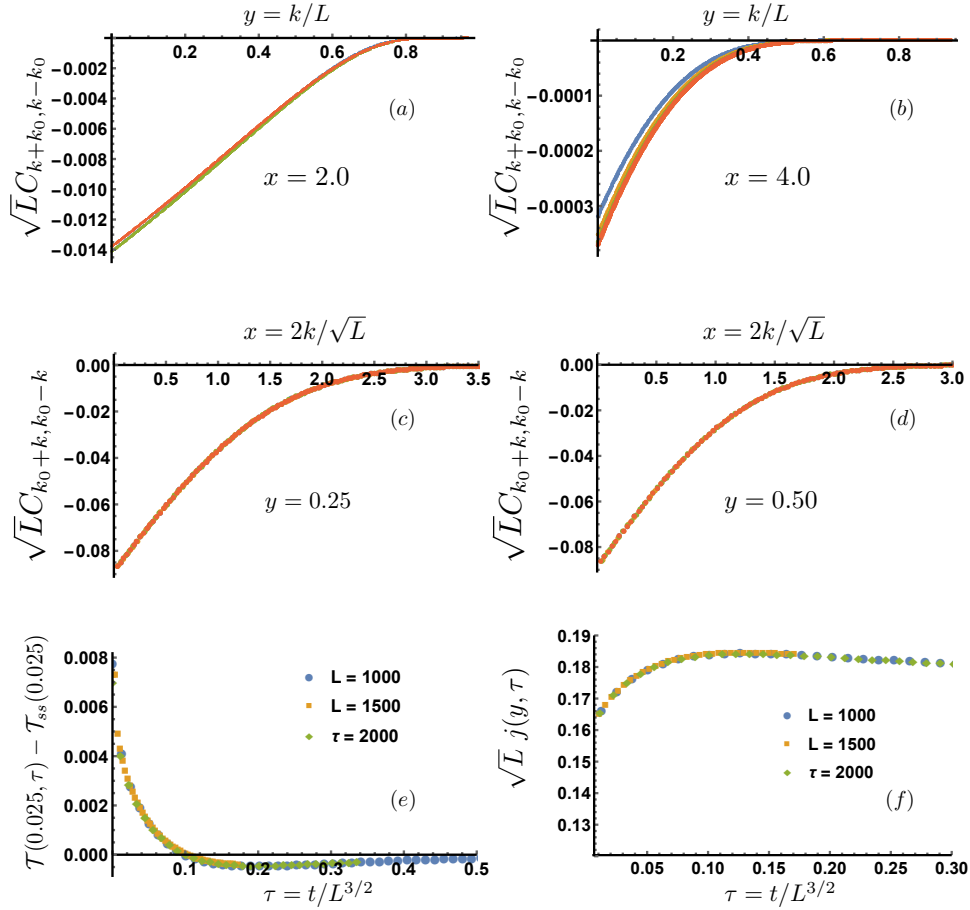 y = k/L
0.2 0.4 0.6 0.8
-0.002
-0.004
-0.006
-0.008
-0.010
-0.012
-0.014
√L C_{k+k_0,k−k_0}
(a)
x = 2.0
y = k/L
0.2 0.4 0.6 0.8
-0.0001
-0.0002
-0.0003
√L C_{k+k_0,k−k_0}
(b)
x = 4.0
x = 2k/√L
0.00
0.5 1.0 1.5 2.0 2.5 3.0 3.5
-0.02
-0.04
-0.06
-0.08
√L C_{k_0+k,k_0−k}
(c)
y = 0.25
x = 2k/√L
0.00
0.5 1.0 1.5 2.0 2.5 3.0
-0.02
-0.04
-0.06
-0.08
√L C_{k_0+k,k_0−k}
(d)
y = 0.50
𝒯(0.025, τ) − 𝒯_{ss}(0.025)
0.008
0.006
0.004
0.002
0.000
L = 1000
L = 1500
τ = 2000
(e)
0.1 0.2 0.3 0.4 0.5
τ = t/L^{3/2}
√L j(y, τ)
0.19
0.18
0.17
0.16
0.15
0.14
0.13
L = 1000
L = 1500
τ = 2000
(f)
0.05 0.10 0.15 0.20 0.25 0.30
τ = t/L^{3/2}